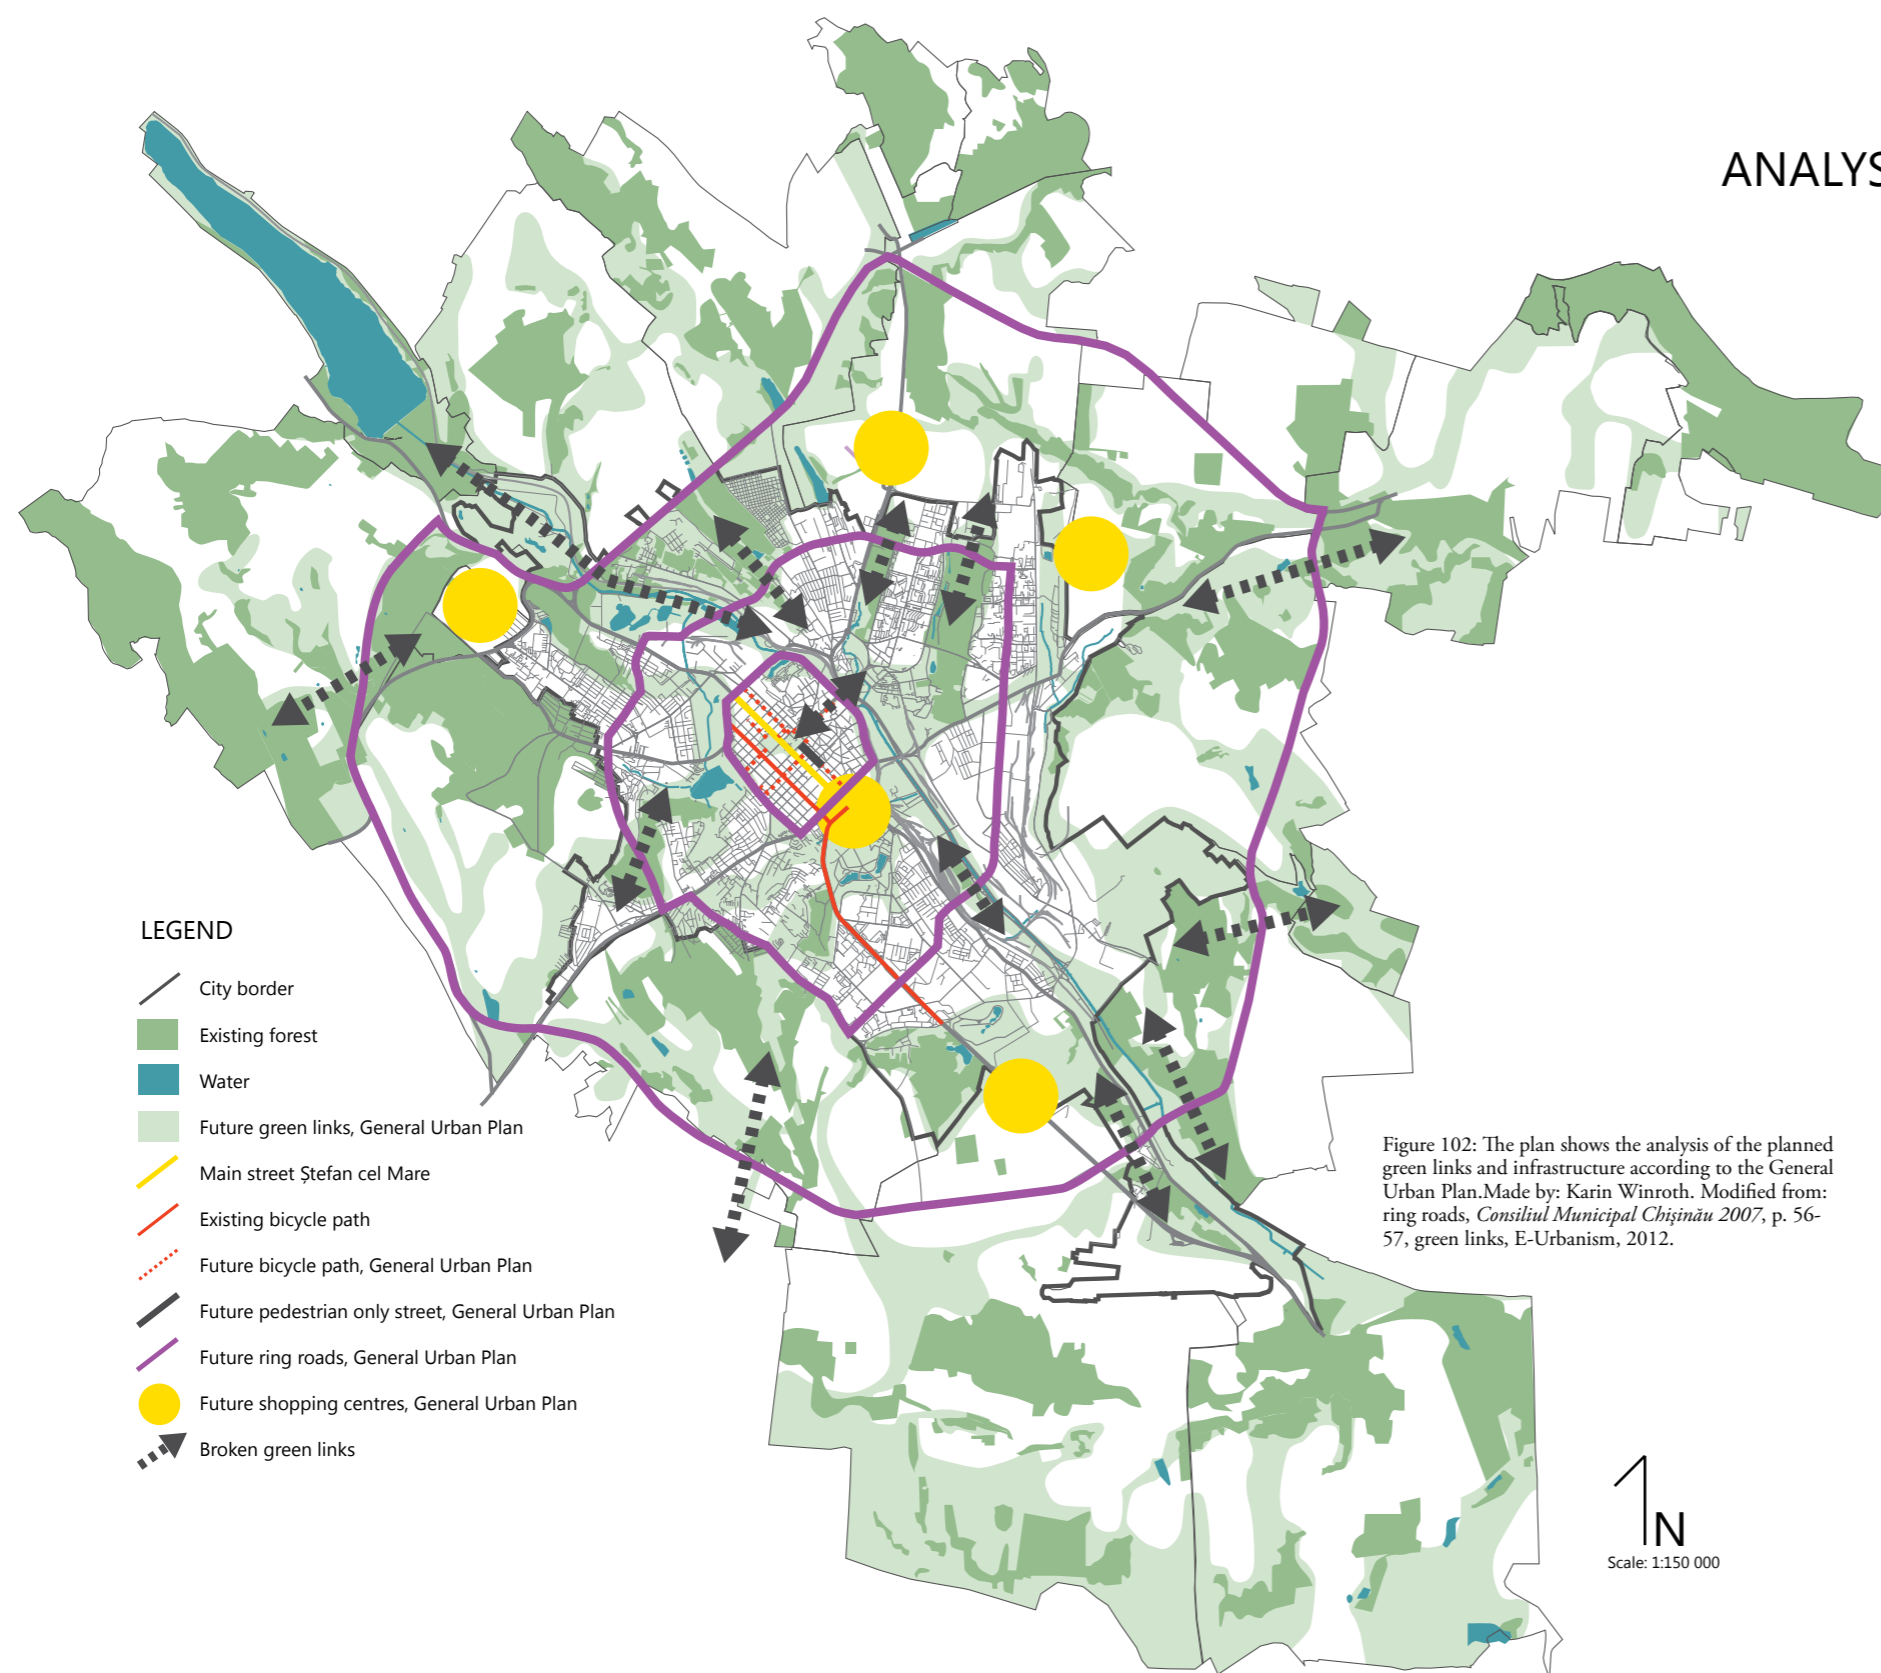 ANALYS
LEGEND
City border
Existing forest
Water
Future green links, General Urban Plan
Main street Ștefan cel Mare
Existing bicycle path
Future bicycle path, General Urban Plan
Future pedestrian only street, General Urban Plan
Future ring roads, General Urban Plan
Future shopping centres, General Urban Plan
Broken green links
Figure 102: The plan shows the analysis of the planned
green links and infrastructure according to the General
Urban Plan.Made by: Karin Winroth. Modified from:
ring roads, Consiliul Municipal Chişinău 2007, p. 56-
57, green links, E-Urbanism, 2012.
N
Scale: 1:150 000